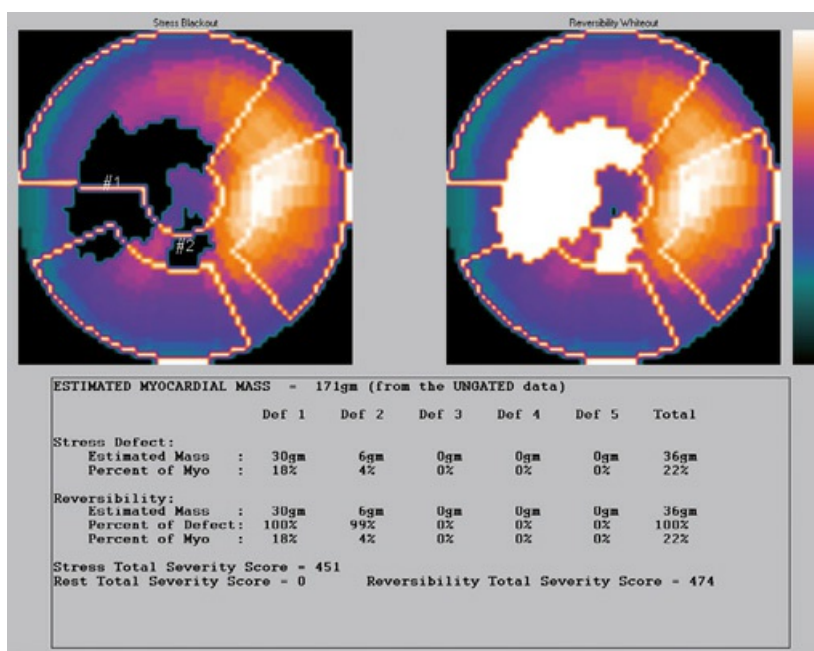 Stress Blackout
Reversibility Whiteout
#1
#2
ESTIMATED MYOCARDIAL MASS = 171gm (from the UNGATED data)
Def 1 Def 2 Def 3 Def 4 Def 5 Total
Stress Defect:
Estimated Mass : 30gm 6gm 0gm 0gm 0gm 36gm
Percent of Myo : 18% 4% 0% 0% 0% 22%
Reversibility:
Estimated Mass : 30gm 6gm 0gm 0gm 0gm 36gm
Percent of Defect: 100% 99% 0% 0% 0% 100%
Percent of Myo : 18% 4% 0% 0% 0% 22%
Stress Total Severity Score = 451
Rest Total Severity Score = 0 Reversibility Total Severity Score = 474